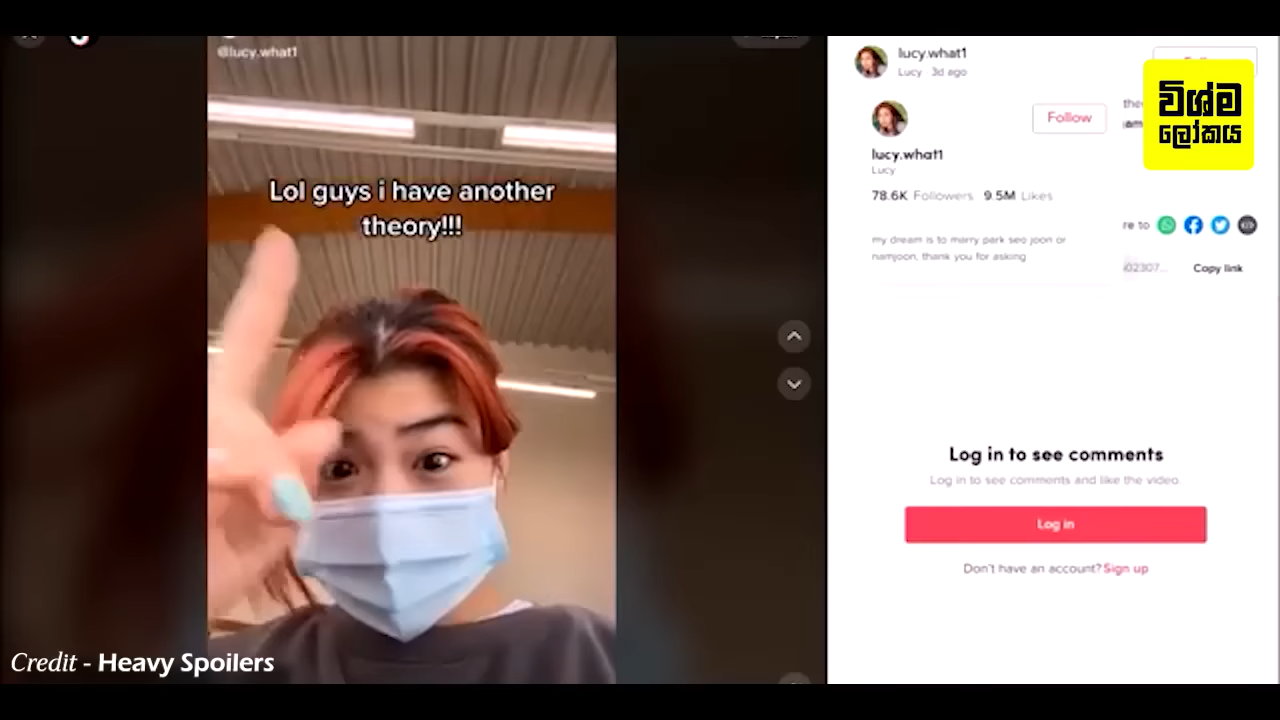 @lucy.what1
Lol guys i have another
theory!!!
Credit - Heavy Spoilers
lucy.what1
Lucy · 3d ago
Follow
lucy.what1
Lucy
78.6K Followers 9.5M Likes
my dream is to marry park seo joon or
namjoon, thank you for asking
විශ්ම
ලෝකය
re to
Copy link
Log in to see comments
Log in to see comments and like the video
Log in
Don't have an account? Sign up